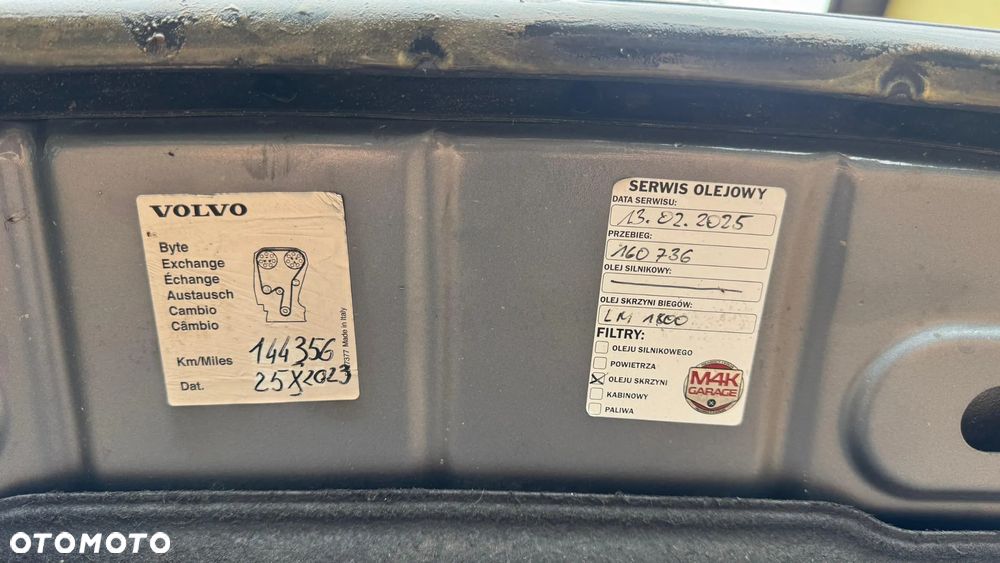 VOLVO
Byte
Exchange
Échange
Austausch
Cambio
Câmbio
Km/Miles 144356
Dat. 25X2023
Made in Italy
SERWIS OLEJOWY
DATA SERWISU:
13.02.2025
PRZEBIEG:
160 736
OLEJ SILNIKOWY:
OLEJ SKRZYNI BIEGÓW:
LM 1800
FILTRY:
OLEJU SILNIKOWEGO
POWIETRZA
OLEJU SKRZYNI
KABINOWY
PALIWA
M4K
GARAGE
OTOMOTO